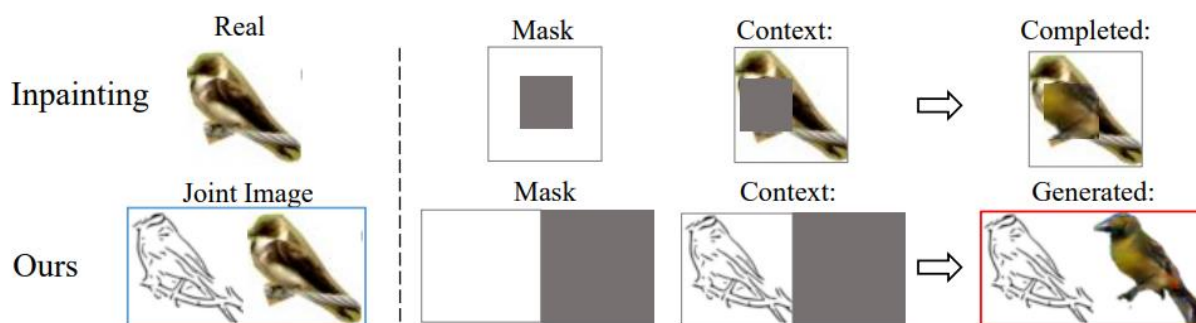 Real
Mask
Context:
Completed:
Inpainting
Joint Image
Mask
Context:
Generated:
Ours